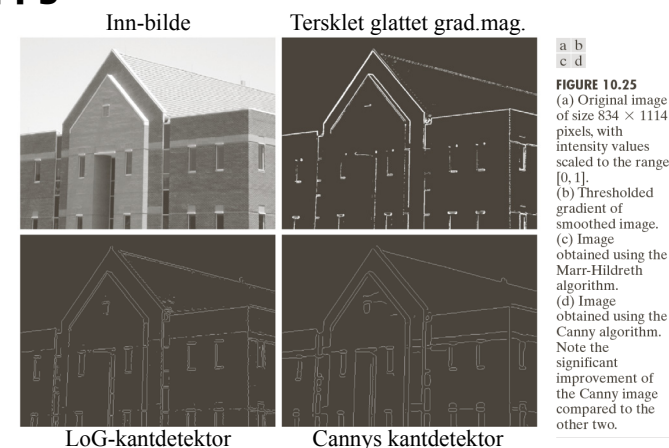 Inn-bilde
Tersklet glattet grad.mag.
LoG-kantdetektor
Cannys kantdetektor
a b
c d
FIGURE 10.25
(a) Original image
of size 834 × 1114
pixels, with
intensity values
scaled to the range
[0, 1].
(b) Thresholded
gradient of
smoothed image.
(c) Image
obtained using the
Marr-Hildreth
algorithm.
(d) Image
obtained using the
Canny algorithm.
Note the
significant
improvement of
the Canny image
compared to the
other two.